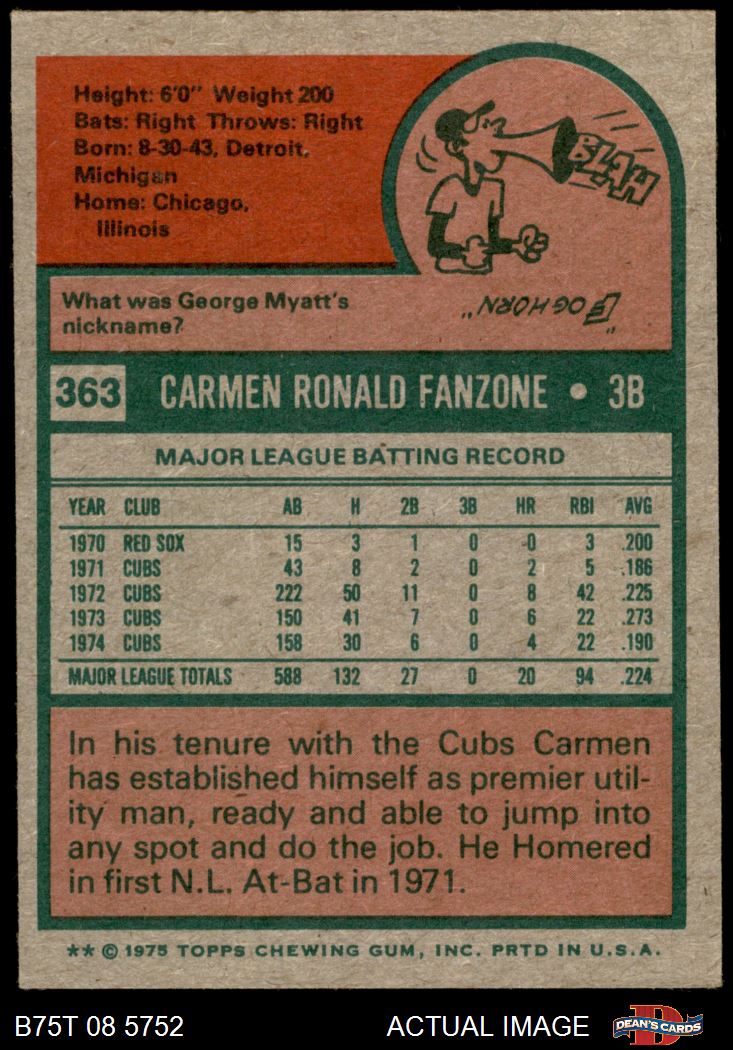 Height: 6'0" Weight 200
Bats: Right Throws: Right
Born: 8-30-43, Detroit,
Michigan
Home: Chicago,
Illinois
BLAH
What was George Myatt's
nickname?
"FOGHORN"
363 CARMEN RONALD FANZONE • 3B
MAJOR LEAGUE BATTING RECORD
YEAR CLUB AB H 2B 3B HR RBI AVG
1970 RED SOX 15 3 1 0 0 3 .200
1971 CUBS 43 8 2 0 2 5 .186
1972 CUBS 222 50 11 0 8 42 .225
1973 CUBS 150 41 7 0 6 22 .273
1974 CUBS 158 30 6 0 4 22 .190
MAJOR LEAGUE TOTALS 588 132 27 0 20 94 .224
In his tenure with the Cubs Carmen
has established himself as premier util-
ity man, ready and able to jump into
any spot and do the job. He Homered
in first N.L. At-Bat in 1971.
** © 1975 TOPPS CHEWING GUM, INC. PRTD IN U.S.A.
B75T 08 5752 ACTUAL IMAGE D DEAN'S CARDS